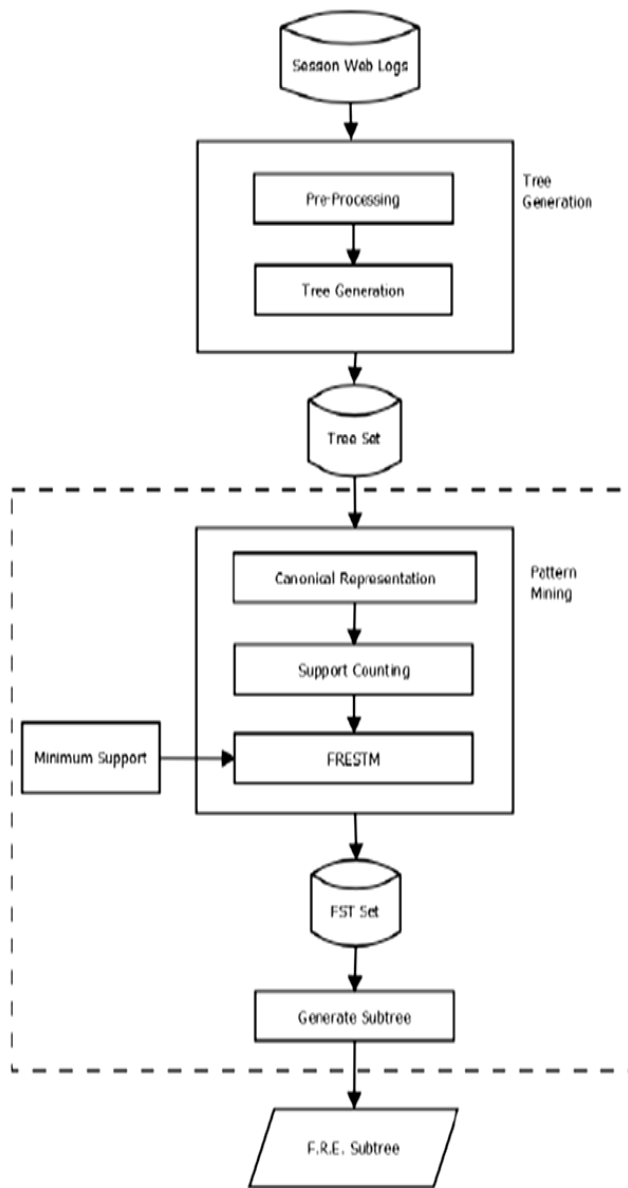 Sesson Web Logs
Tree
Generation
Pre-Processing
Tree Generation
Tree Set
Pattern
Mining
Canonical Representation
Support Counting
Minimum Support
FRESTM
FST Set
Generate Subtree
F.R.E. Subtree